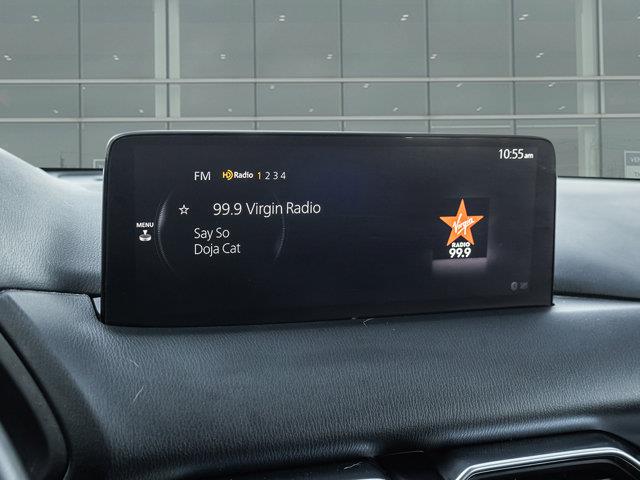 10:55am
FM HD Radio 1 2 3 4
☆ 99.9 Virgin Radio
MENU
Say So
Doja Cat
Virgin
RADIO
99.9